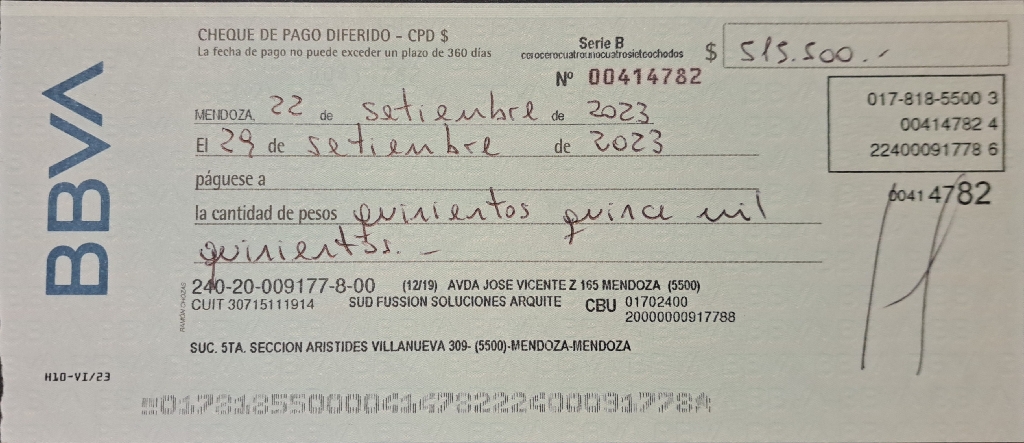 BBVA
CHEQUE DE PAGO DIFERIDO - CPD $
La fecha de pago no puede exceder un plazo de 360 días
Serie B
cerocerocuatrounocuatrosieteochodos
Nº 00414782
$ 515.500.-
017-818-5500 3
00414782 4
22400091778 6
MENDOZA, 22 de setiembre de 2023
El 29 de setiembre de 2023
páguese a
la cantidad de pesos quinientos quince mil
quinientos.-
00414782
240-20-009177-8-00 (12/19) AVDA JOSE VICENTE Z 165 MENDOZA (5500)
CUIT 30715111914 SUD FUSSION SOLUCIONES ARQUITE CBU 01702400
20000000917788
RAMÓN CHOZAS
SUC. 5TA. SECCION ARISTIDES VILLANUEVA 309- (5500)-MENDOZA-MENDOZA
H10-VI/23
01781855000041478222400091778